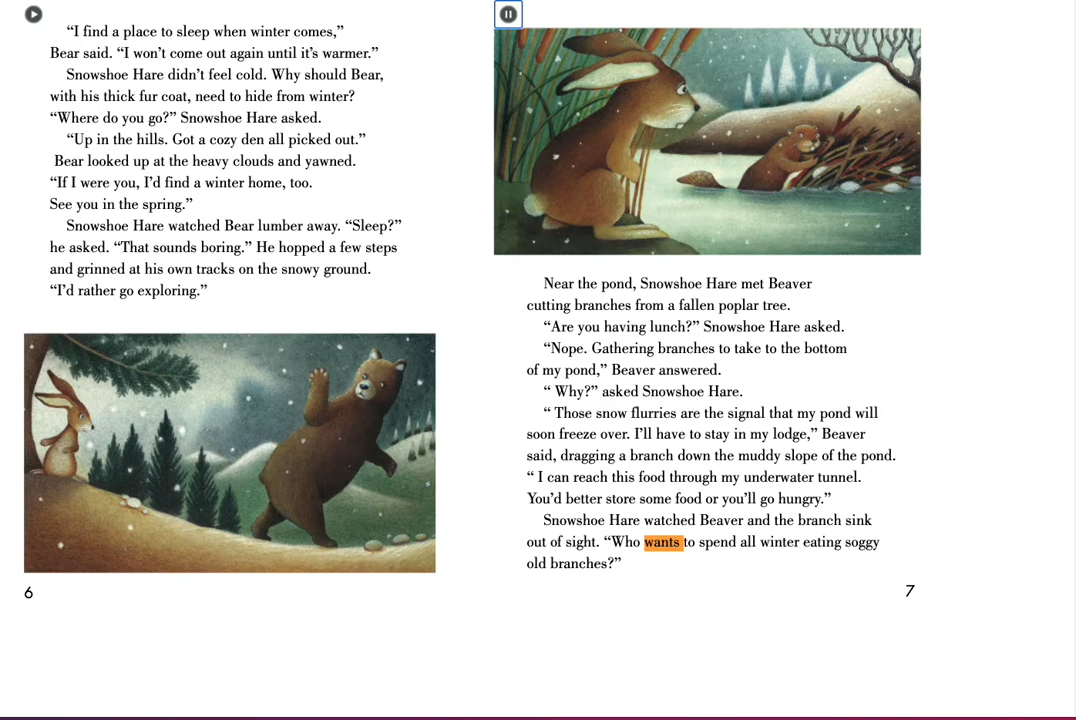 “I find a place to sleep when winter comes,”
Bear said. “I won’t come out again until it’s warmer.”
Snowshoe Hare didn’t feel cold. Why should Bear,
with his thick fur coat, need to hide from winter?
“Where do you go?” Snowshoe Hare asked.
“Up in the hills. Got a cozy den all picked out.”
Bear looked up at the heavy clouds and yawned.
“If I were you, I’d find a winter home, too.
See you in the spring.”
Snowshoe Hare watched Bear lumber away. “Sleep?”
he asked. “That sounds boring.” He hopped a few steps
and grinned at his own tracks on the snowy ground.
“I’d rather go exploring.”
6
Near the pond, Snowshoe Hare met Beaver
cutting branches from a fallen poplar tree.
“Are you having lunch?” Snowshoe Hare asked.
“Nope. Gathering branches to take to the bottom
of my pond,” Beaver answered.
“ Why?” asked Snowshoe Hare.
“ Those snow flurries are the signal that my pond will
soon freeze over. I’ll have to stay in my lodge,” Beaver
said, dragging a branch down the muddy slope of the pond.
“ I can reach this food through my underwater tunnel.
You’d better store some food or you’ll go hungry.”
Snowshoe Hare watched Beaver and the branch sink
out of sight. “Who wants to spend all winter eating soggy
old branches?”
7